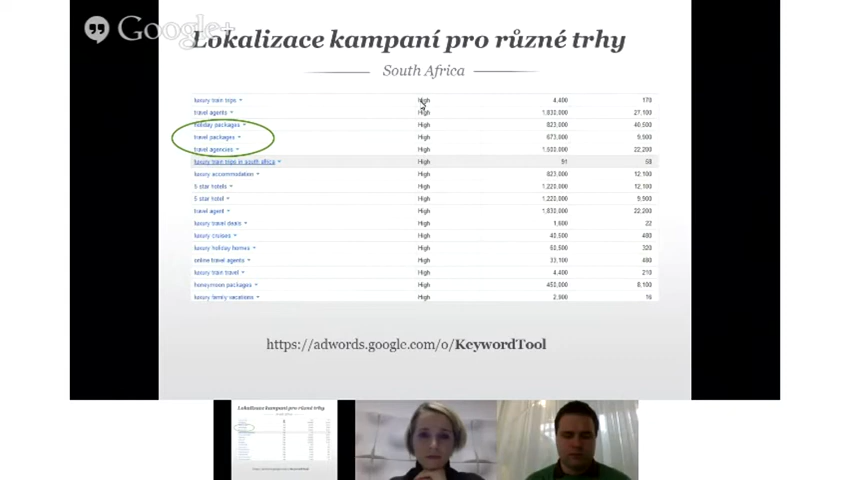 Google+
Lokalizace kampaní pro různé trhy
South Africa
luxury train trips High 4,400 170
travel agents High 1,830,000 27,100
holiday packages High 823,000 40,500
travel packages High 673,000 9,900
travel agencies High 1,500,000 22,200
luxury train trips in south africa High 91 58
luxury accommodation High 823,000 12,100
5 star hotels High 1,220,000 12,100
5 star hotel High 1,220,000 9,900
travel agent High 1,830,000 22,200
luxury travel deals High 1,600 22
luxury cruises High 40,500 480
luxury holiday homes High 60,500 320
online travel agents High 33,100 480
luxury train travel High 4,400 210
honeymoon packages High 450,000 8,100
luxury family vacations High 2,900 16
https://adwords.google.com/o/KeywordTool
Lokalizace kampaní pro různé trhy